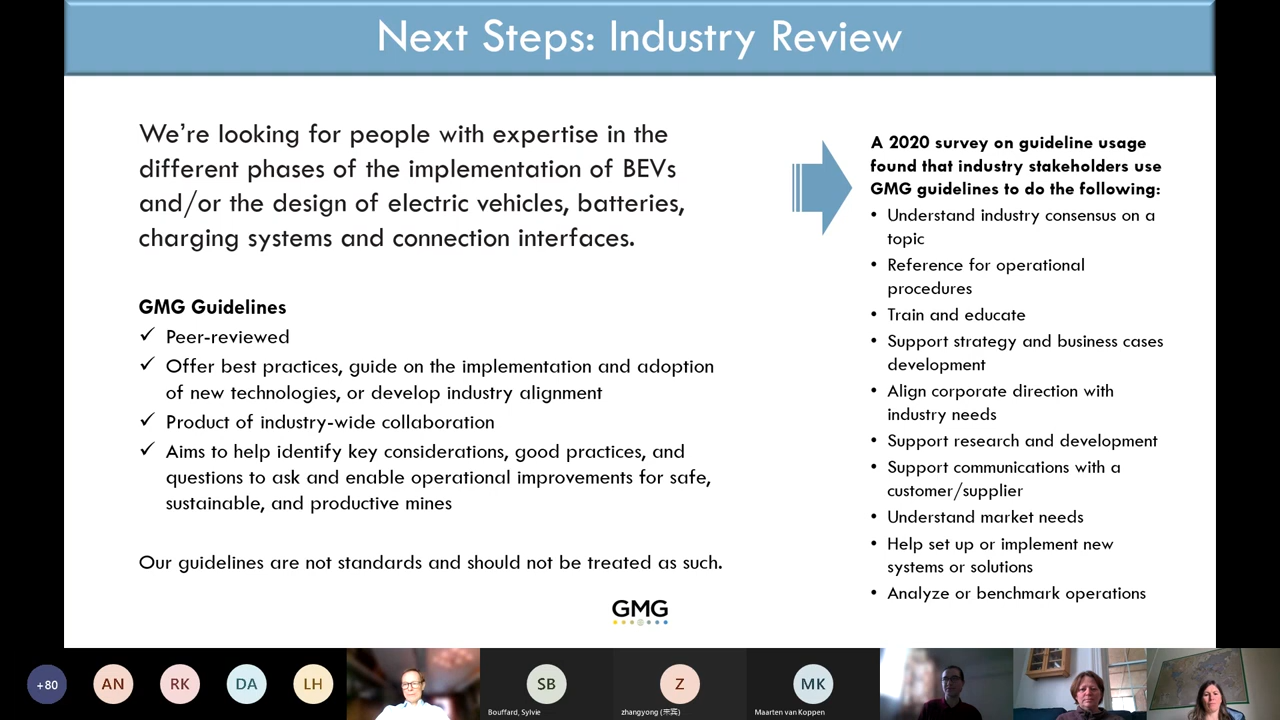 Next Steps: Industry Review
We're looking for people with expertise in the
different phases of the implementation of BEVs
and/or the design of electric vehicles, batteries,
charging systems and connection interfaces.
GMG Guidelines
✓ Peer-reviewed
✓ Offer best practices, guide on the implementation and adoption
of new technologies, or develop industry alignment
✓ Product of industry-wide collaboration
✓ Aims to help identify key considerations, good practices, and
questions to ask and enable operational improvements for safe,
sustainable, and productive mines
Our guidelines are not standards and should not be treated as such.
A 2020 survey on guideline usage
found that industry stakeholders use
GMG guidelines to do the following:
• Understand industry consensus on a
topic
• Reference for operational
procedures
• Train and educate
• Support strategy and business cases
development
• Align corporate direction with
industry needs
• Support research and development
• Support communications with a
customer/supplier
• Understand market needs
• Help set up or implement new
systems or solutions
• Analyze or benchmark operations
GMG
+80
AN
RK
DA
LH
SB
Bouffard, Sylvie
Z
zhangyong (未宾)
MK
Maarten van Koppen